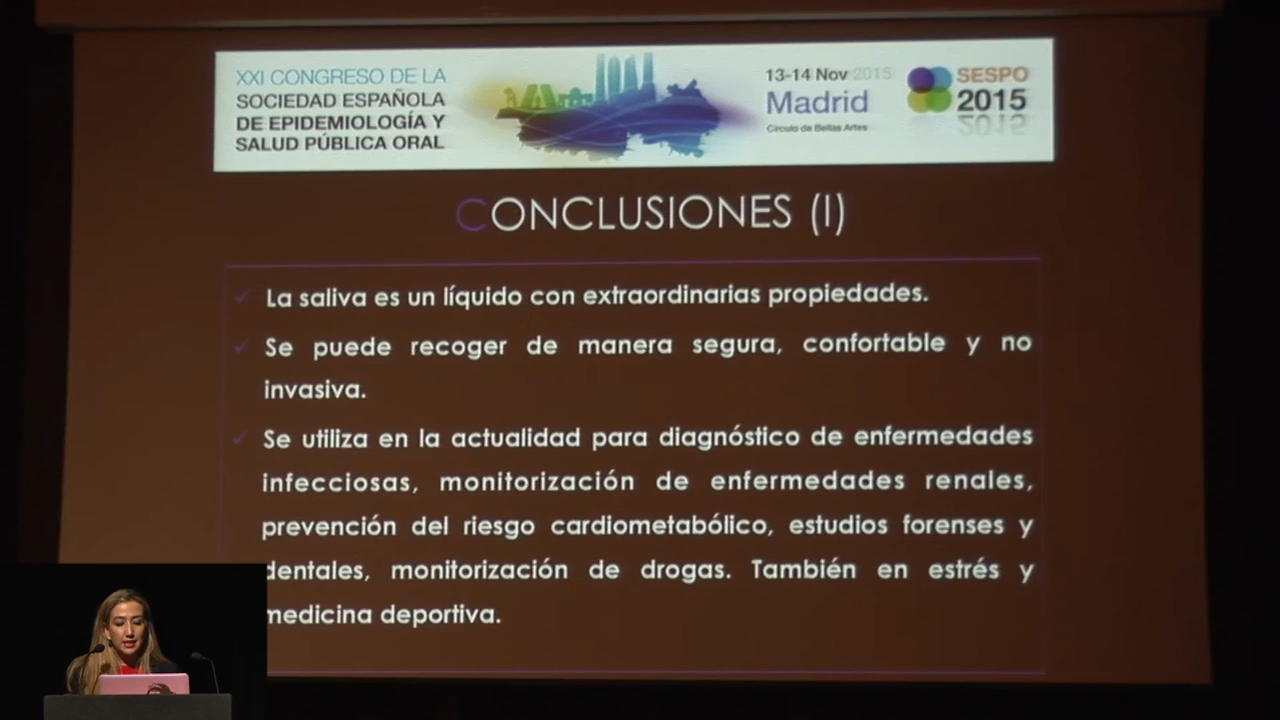 XXI CONGRESO DE LA
SOCIEDAD ESPAÑOLA
DE EPIDEMIOLOGÍA Y
SALUD PÚBLICA ORAL
13-14 Nov 2015
Madrid
Círculo de Bellas Artes
SESPO
2015
CONCLUSIONES (I)
La saliva es un líquido con extraordinarias propiedades.
Se puede recoger de manera segura, confortable y no
invasiva.
Se utiliza en la actualidad para diagnóstico de enfermedades
infecciosas, monitorización de enfermedades renales,
prevención del riesgo cardiometabólico, estudios forenses y
dentales, monitorización de drogas. También en estrés y
medicina deportiva.